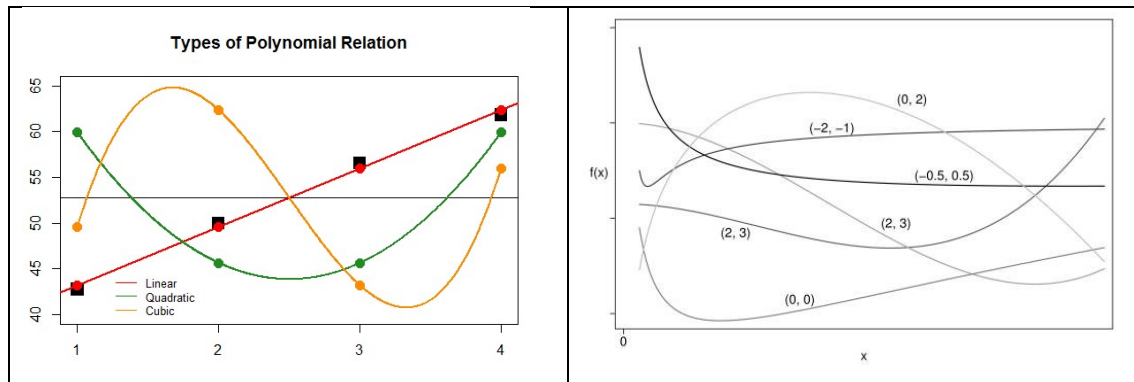 Types of Polynomial Relation
65
60
55
50
45
40
Linear
Quadratic
Cubic
1 2 3 4
(0, 2)
(−2, −1)
f(x)
(−0.5, 0.5)
(2, 3)
(2, 3)
(0, 0)
0
x